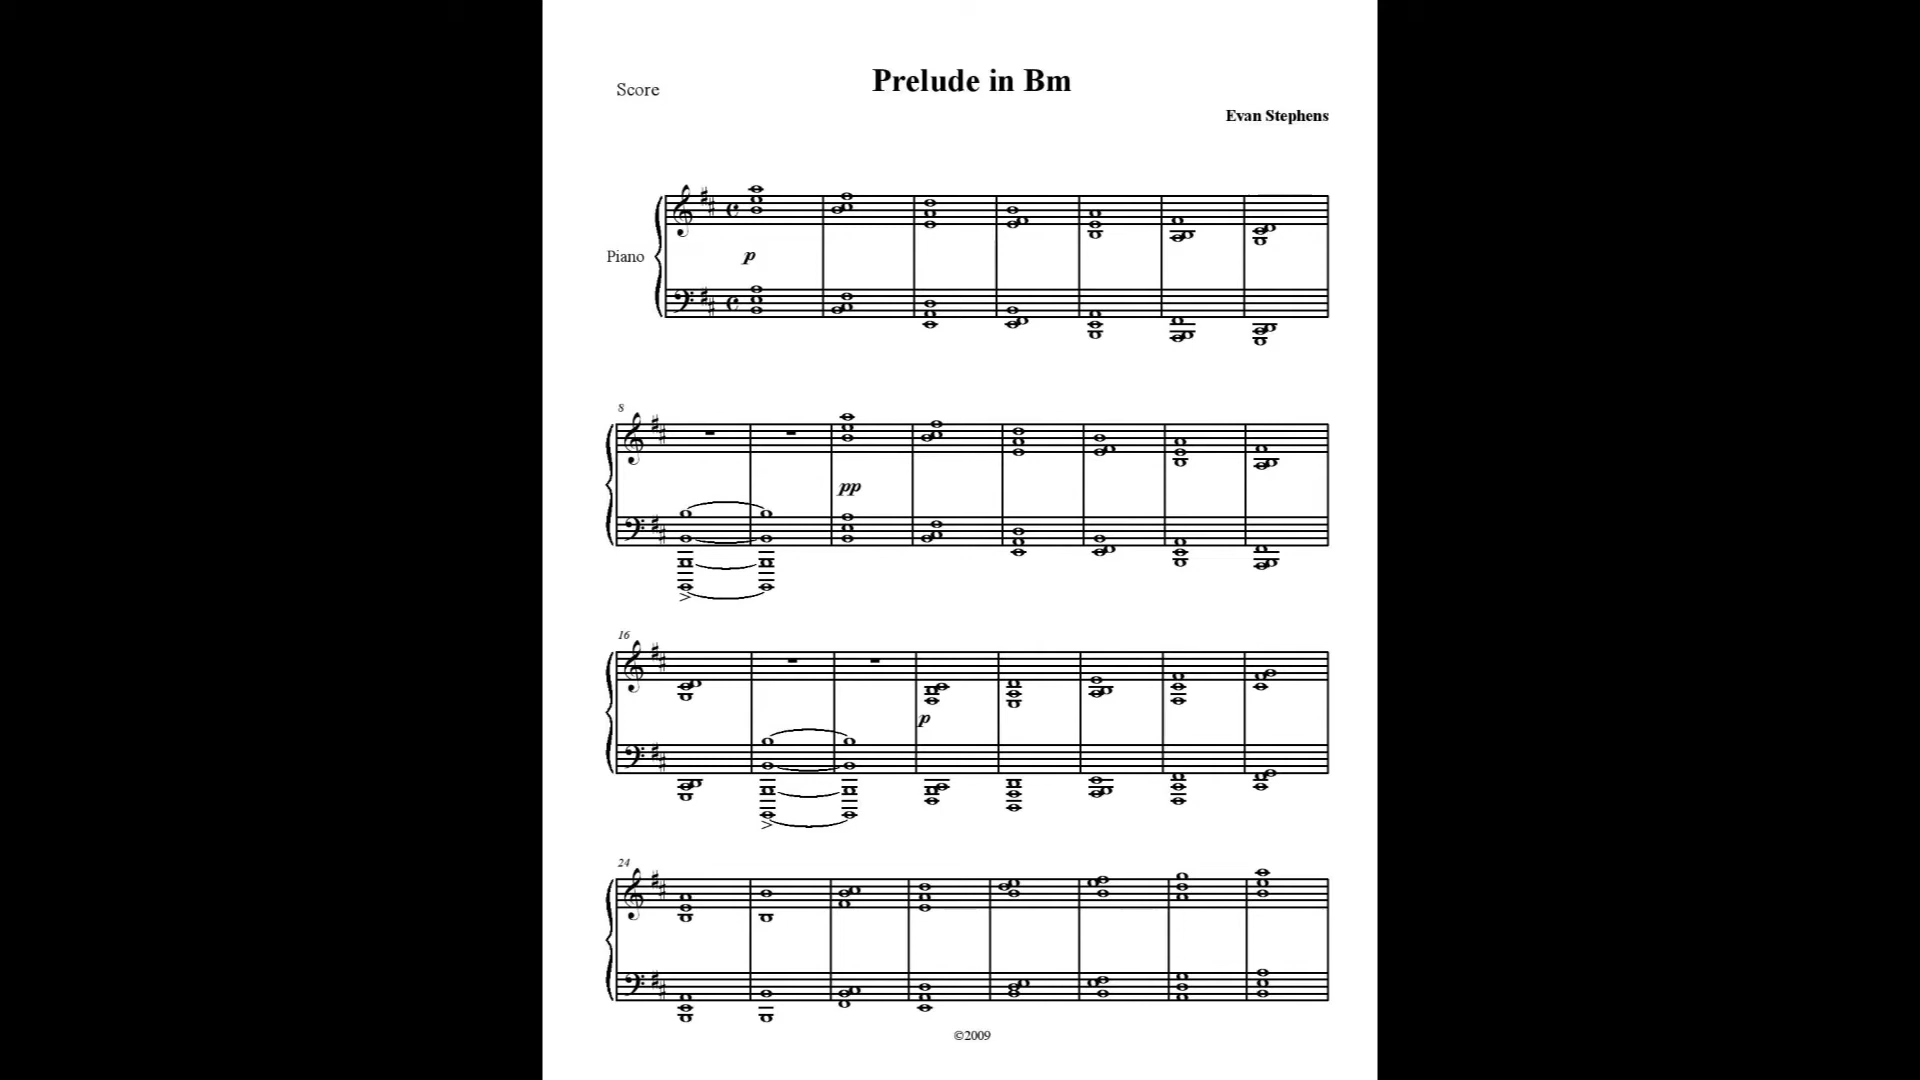 Score
Prelude in Bm
Evan Stephens
Piano
p
8
pp
16
p
24
©2009